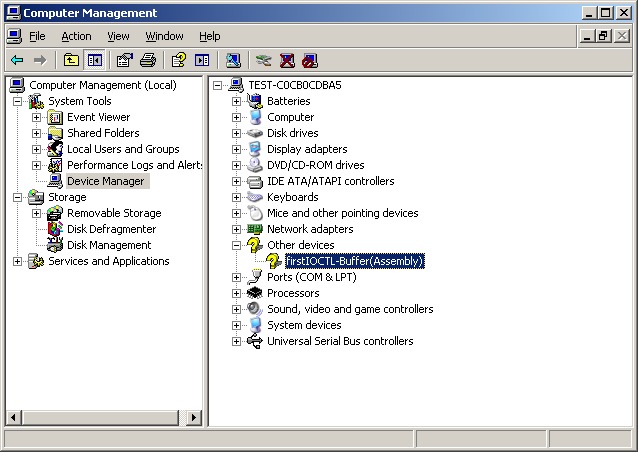 Computer Management
File Action View Window Help
Computer Management (Local)
System Tools
Event Viewer
Shared Folders
Local Users and Groups
Performance Logs and Alerts
Device Manager
Storage
Removable Storage
Disk Defragmenter
Disk Management
Services and Applications
TEST-C0CB0CDBA5
Batteries
Computer
Disk drives
Display adapters
DVD/CD-ROM drives
IDE ATA/ATAPI controllers
Keyboards
Mice and other pointing devices
Network adapters
Other devices
firstIOCTL-Buffer(Assembly)
Ports (COM & LPT)
Processors
Sound, video and game controllers
System devices
Universal Serial Bus controllers